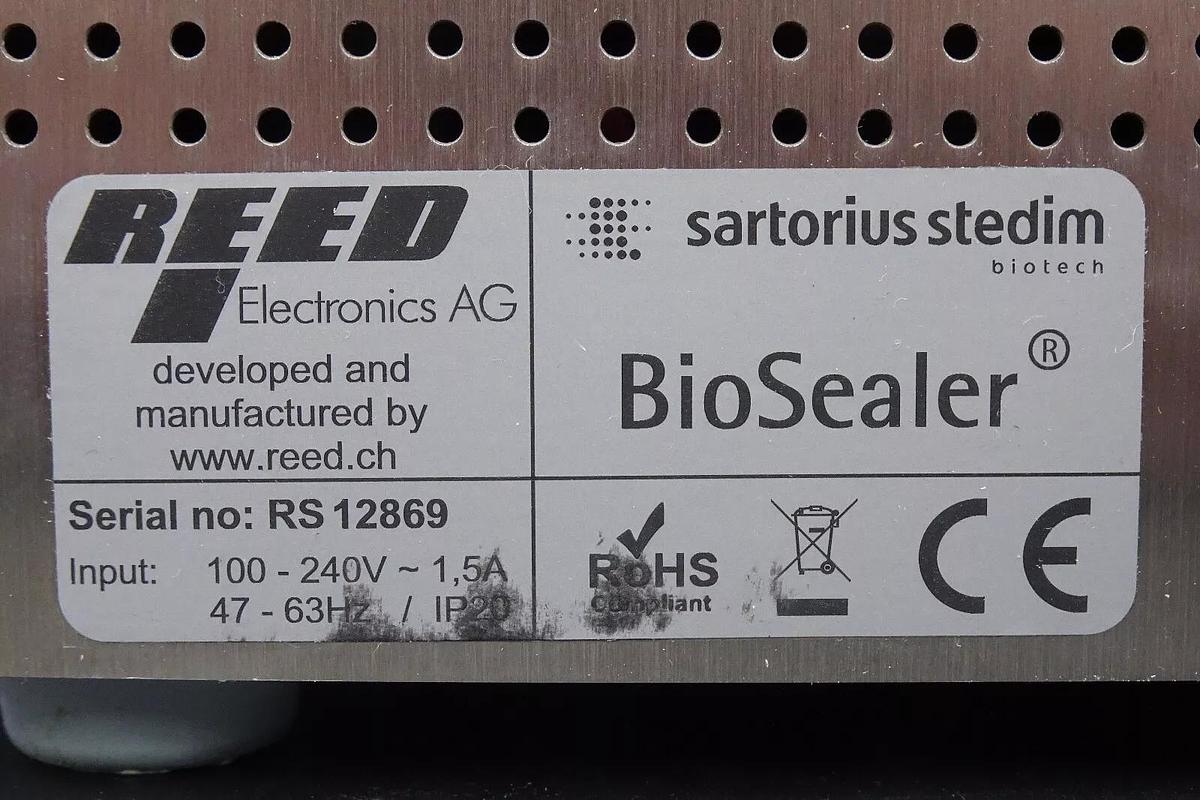 REED
Electronics AG
developed and
manufactured by
www.reed.ch
sartorius stedim
biotech
BioSealer®
Serial no: RS 12869
Input: 100 - 240V ~ 1,5A
47 - 63Hz / IP20
RoHS
Compliant
CE